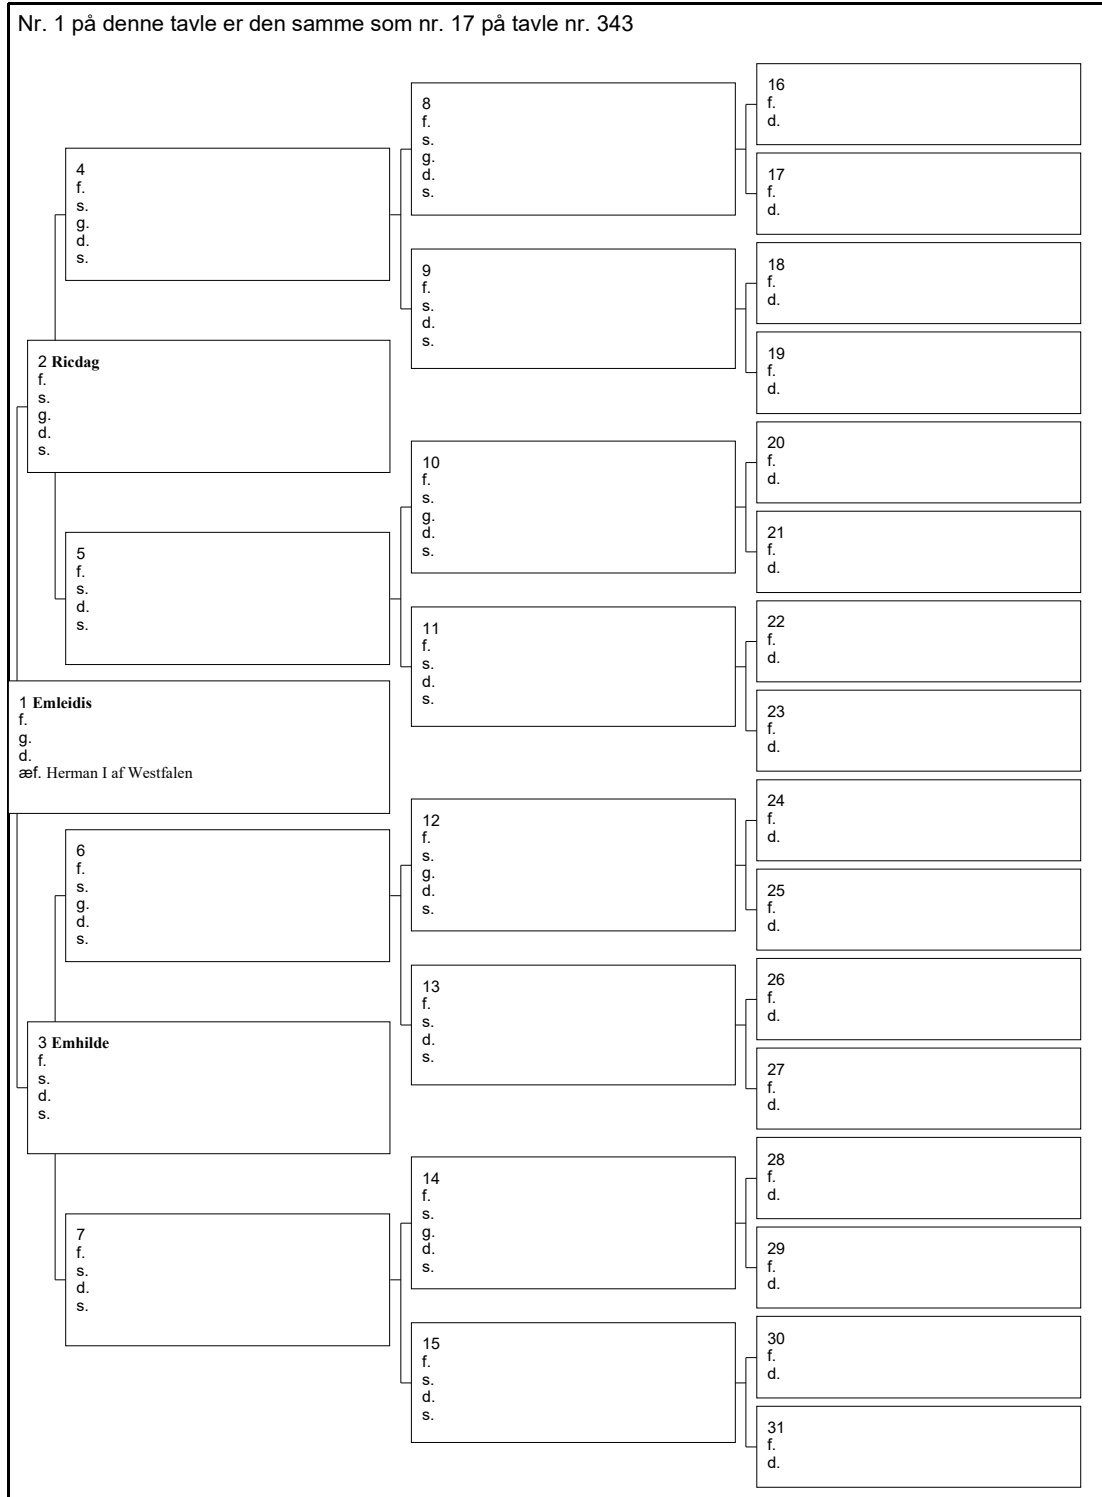 Nr. 1 på denne tavle er den samme som nr. 17 på tavle nr. 343
16
f.
d.
8
f.
s.
g.
d.
s.
17
f.
d.
4
f.
s.
g.
d.
s.
18
f.
d.
9
f.
s.
d.
s.
19
f.
d.
2 Ricdag
f.
s.
g.
d.
s.
20
f.
d.
10
f.
s.
g.
d.
s.
21
f.
d.
5
f.
s.
d.
s.
22
f.
d.
11
f.
s.
d.
s.
23
f.
d.
1 Emleidis
f.
g.
d.
æf. Herman I af Westfalen
24
f.
d.
12
f.
s.
g.
d.
s.
25
f.
d.
6
f.
s.
g.
d.
s.
26
f.
d.
13
f.
s.
d.
s.
27
f.
d.
3 Emhilde
f.
s.
d.
s.
28
f.
d.
14
f.
s.
g.
d.
s.
29
f.
d.
7
f.
s.
d.
s.
30
f.
d.
15
f.
s.
d.
s.
31
f.
d.